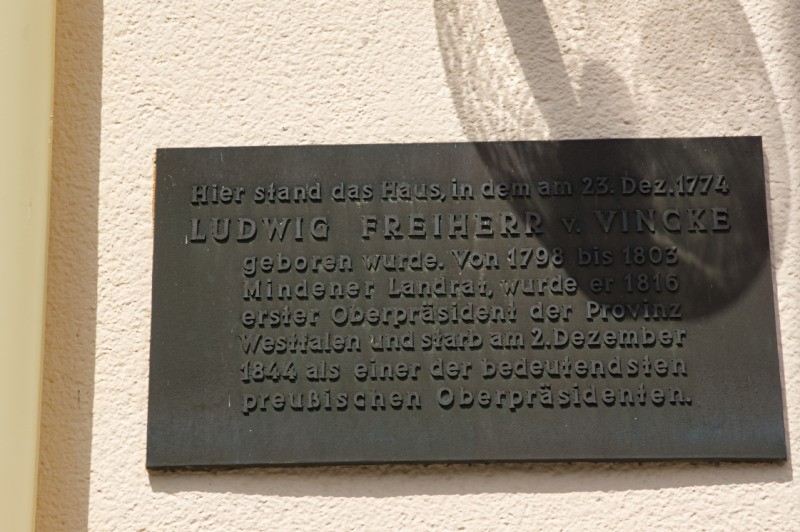 Hier stand das Haus, in dem am 23. Dez. 1774
LUDWIG FREIHERR v. VINCKE
geboren wurde. Von 1798 bis 1803
Mindener Landrat, wurde er 1816
erster Oberpräsident der Provinz
Westfalen und starb am 2. Dezember
1844 als einer der bedeutendsten
preußischen Oberpräsidenten.